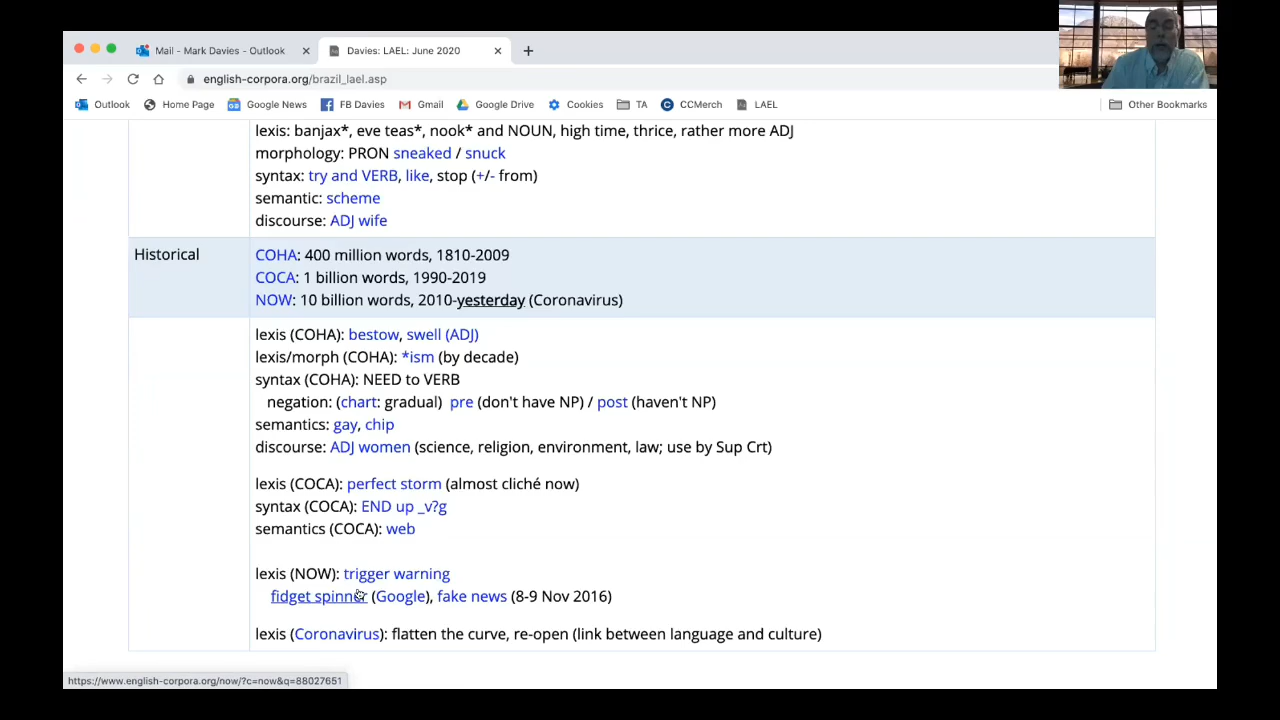 Mail - Mark Davies - Outlook
Davies: LAEL: June 2020
english-corpora.org/brazil_lael.asp
Outlook Home Page Google News FB Davies Gmail Google Drive Cookies TA CCMerch LAEL Other Bookmarks
lexis: banjax*, eve teas*, nook* and NOUN, high time, thrice, rather more ADJ
morphology: PRON sneaked / snuck
syntax: try and VERB, like, stop (+/- from)
semantic: scheme
discourse: ADJ wife
Historical
COHA: 400 million words, 1810-2009
COCA: 1 billion words, 1990-2019
NOW: 10 billion words, 2010-yesterday (Coronavirus)
lexis (COHA): bestow, swell (ADJ)
lexis/morph (COHA): *ism (by decade)
syntax (COHA): NEED to VERB
negation: (chart: gradual) pre (don't have NP) / post (haven't NP)
semantics: gay, chip
discourse: ADJ women (science, religion, environment, law; use by Sup Crt)
lexis (COCA): perfect storm (almost cliché now)
syntax (COCA): END up _v?g
semantics (COCA): web
lexis (NOW): trigger warning
fidget spinner (Google), fake news (8-9 Nov 2016)
lexis (Coronavirus): flatten the curve, re-open (link between language and culture)
https://www.english-corpora.org/now/?c=now&q=88027651